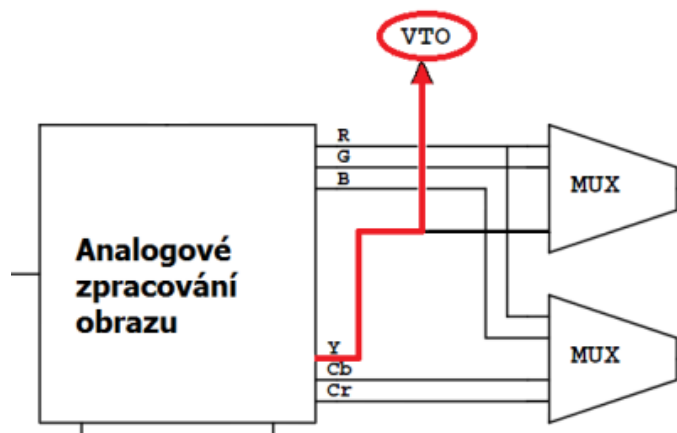 VTO
R
G
B
MUX
Analogové
zpracování
obrazu
Y
Cb
Cr
MUX